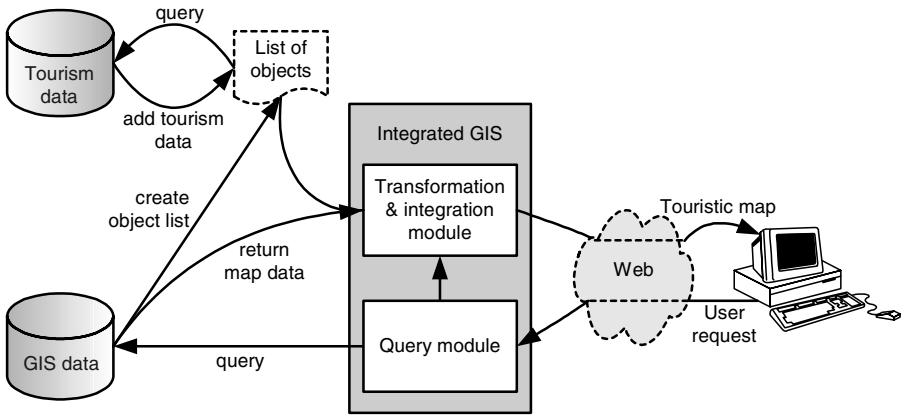 query
Tourism
data
List of
objects
add tourism
data
Integrated GIS
create
object list
Transformation
& integration
module
Touristic map
return
map data
Web
User
request
GIS data
query
Query module